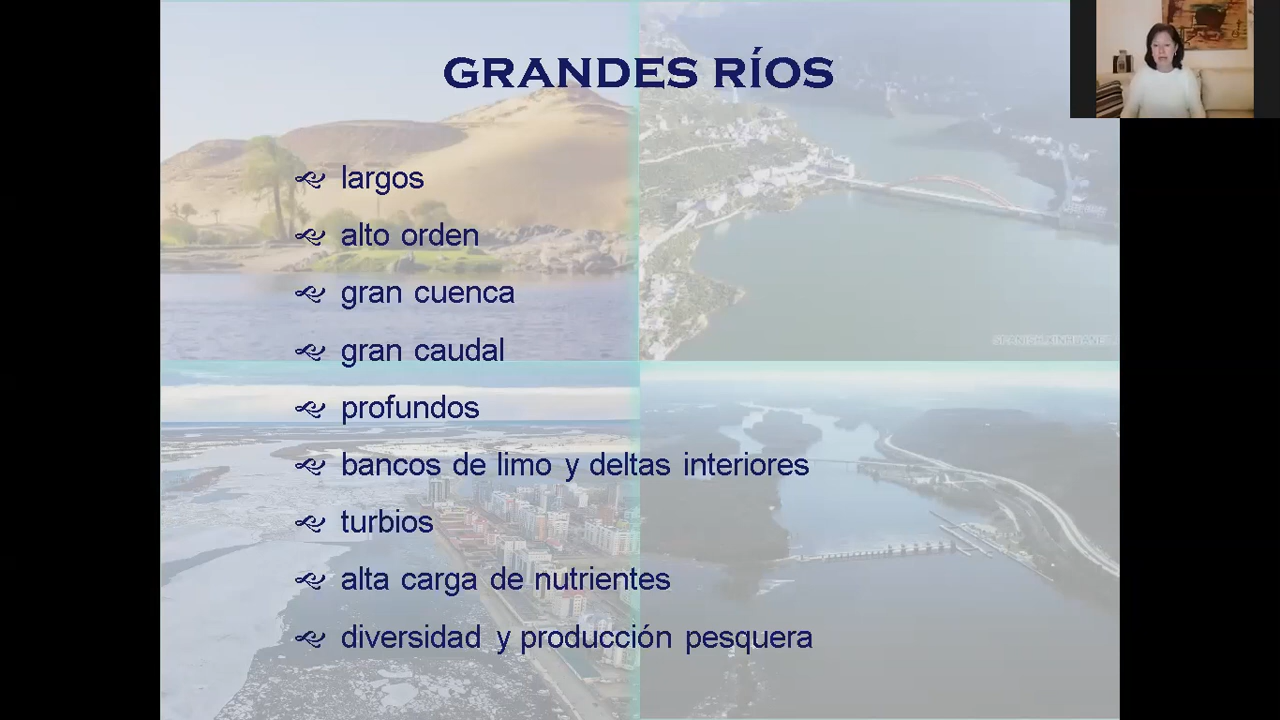 GRANDES RÍOS
largos
alto orden
gran cuenca
gran caudal
profundos
bancos de limo y deltas interiores
turbios
alta carga de nutrientes
diversidad y producción pesquera